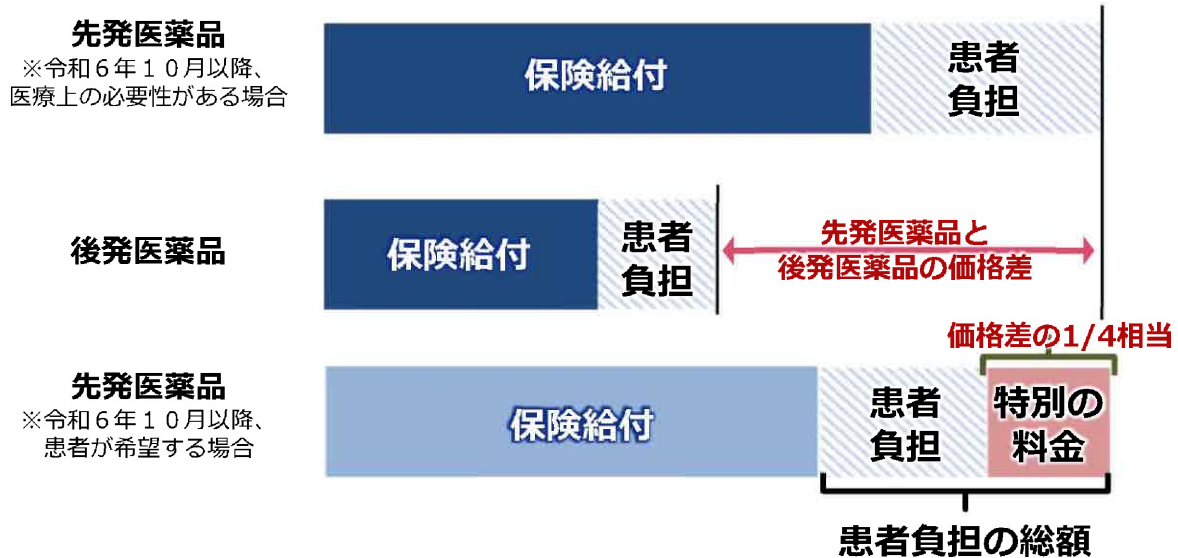 先発医薬品
※令和6年10月以降、
医療上の必要性がある場合
保険給付
患者
負担
後発医薬品
保険給付
患者
負担
先発医薬品と
後発医薬品の価格差
価格差の1/4相当
先発医薬品
※令和6年10月以降、
患者が希望する場合
保険給付
患者
負担
特別の
料金
患者負担の総額